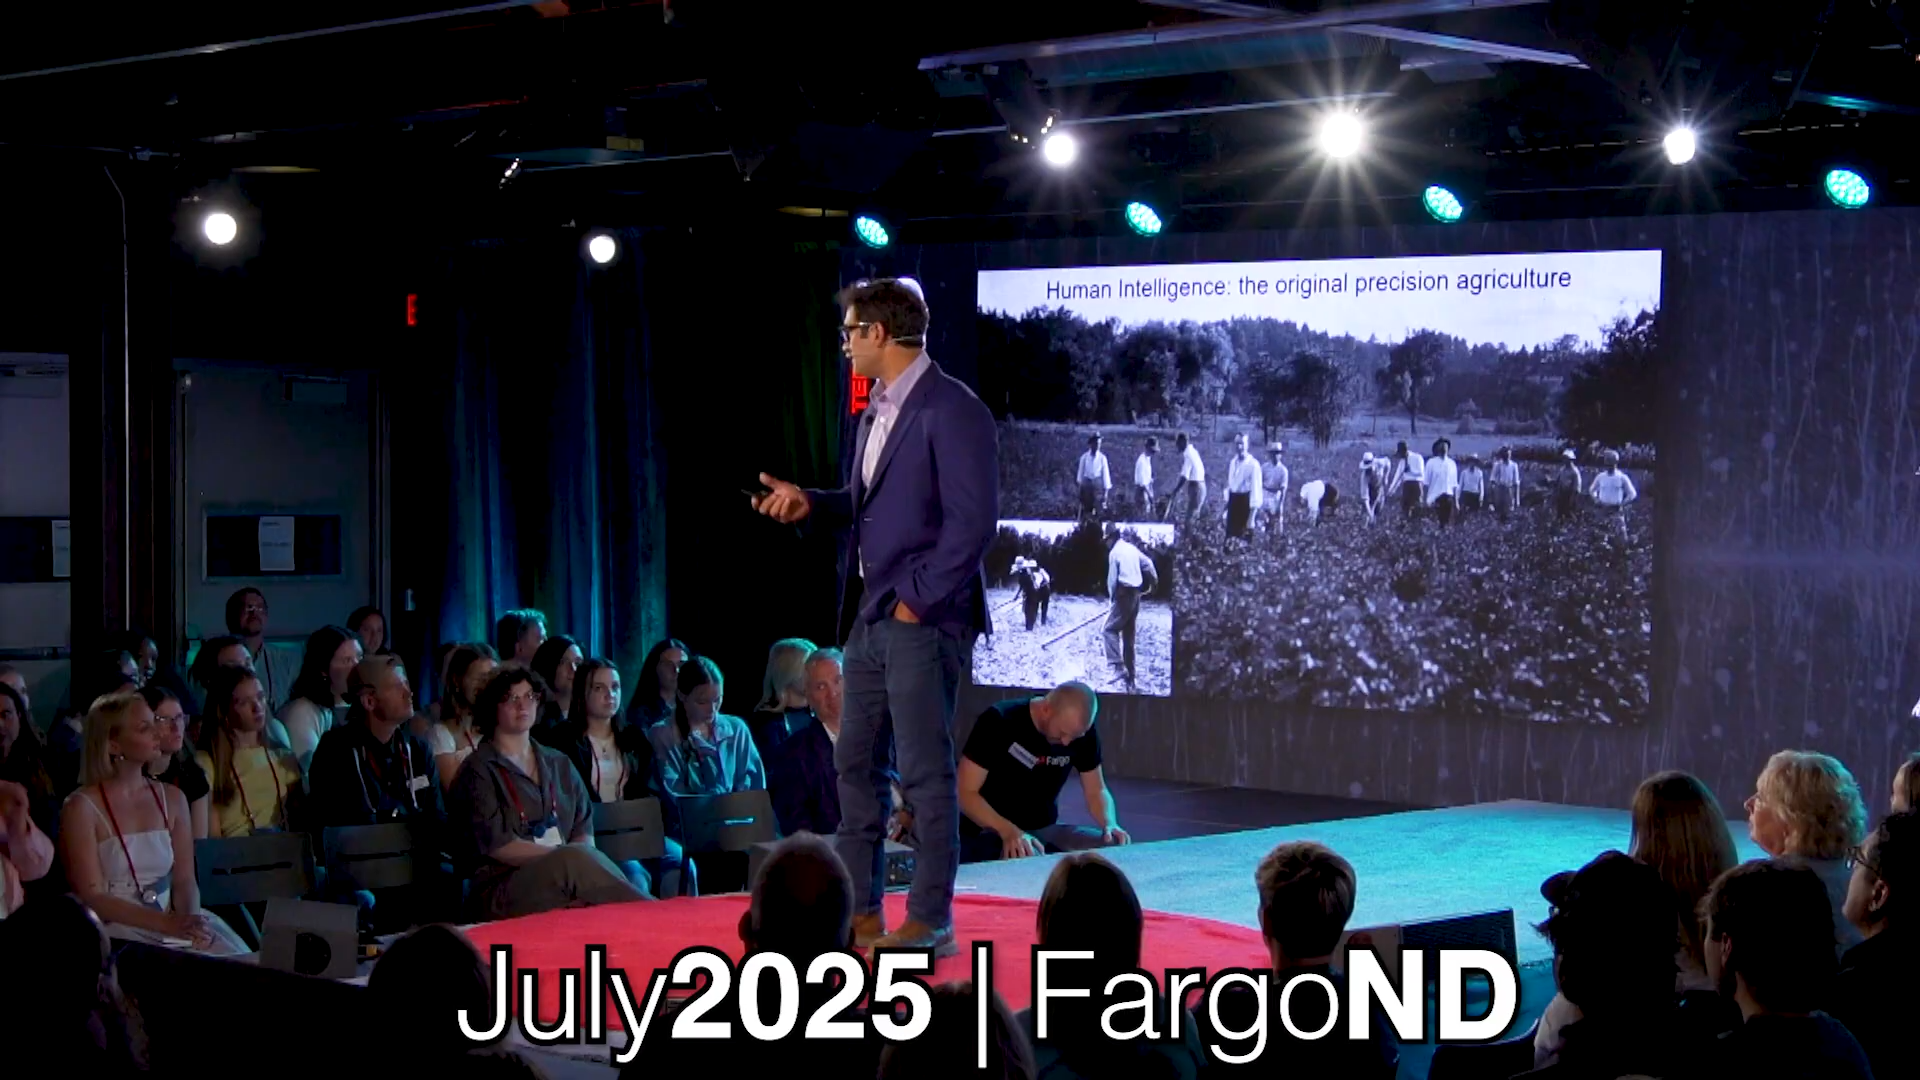 Human Intelligence: the original precision agriculture
Fargo
July2025 | FargoND